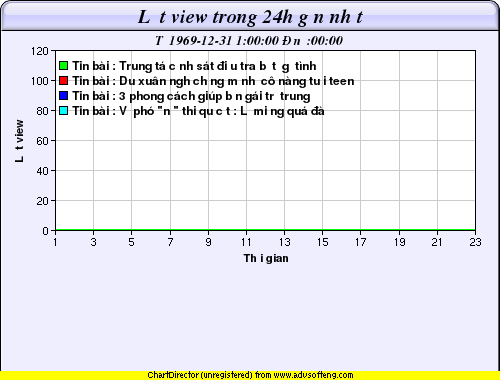 L t view trong 24h g n nh t
T 1969-12-31 1:00:00 Đ n :00:00
120
Tin bài : Trung tá c nh sát đi u tra b t g tình
100
Tin bài : Du xuân ngh ch ng m nh cô nàng tu i teen
Tin bài : 3 phong cách giúp b n gái tr trung
80
Tin bài : V phó "n " thi qu c t : L m i ng quá đà
60
L t view
40
20
0
1 3 5 7 9 11 13 15 17 19 21 23
Th i gian
ChartDirector (unregistered) from www.advsofteng.com